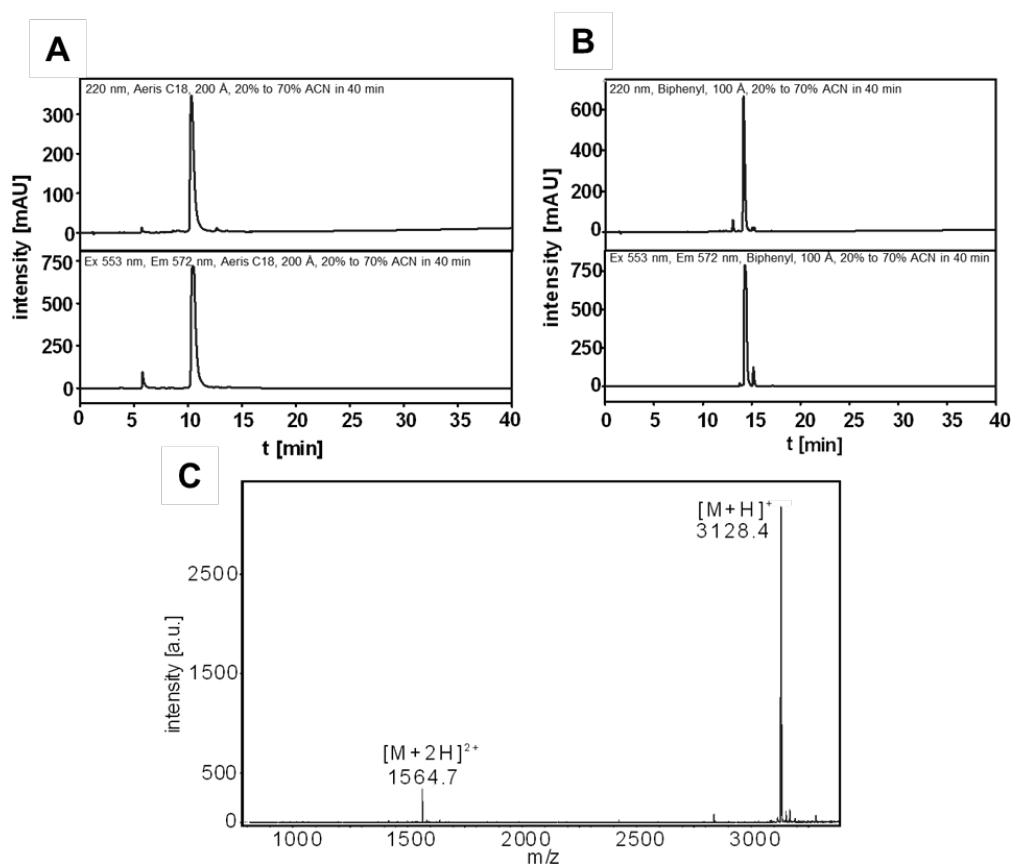 A
B
220 nm, Aeris C18, 200 Å, 20% to 70% ACN in 40 min
300
200
100
0
intensity [mAU]
Ex 553 nm, Em 572 nm, Aeris C18, 200 Å, 20% to 70% ACN in 40 min
750
500
250
0
0 5 10 15 20 25 30 35 40
t [min]
220 nm, Biphenyl, 100 Å, 20% to 70% ACN in 40 min
600
400
200
0
intensity [mAU]
Ex 553 nm, Em 572 nm, Biphenyl, 100 Å, 20% to 70% ACN in 40 min
750
500
250
0
0 5 10 15 20 25 30 35 40
t [min]
C
[M+H]+
3128.4
2500
1500
500
0
intensity [a.u.]
[M+2H]2+
1564.7
1000 1500 2000 2500 3000
m/z